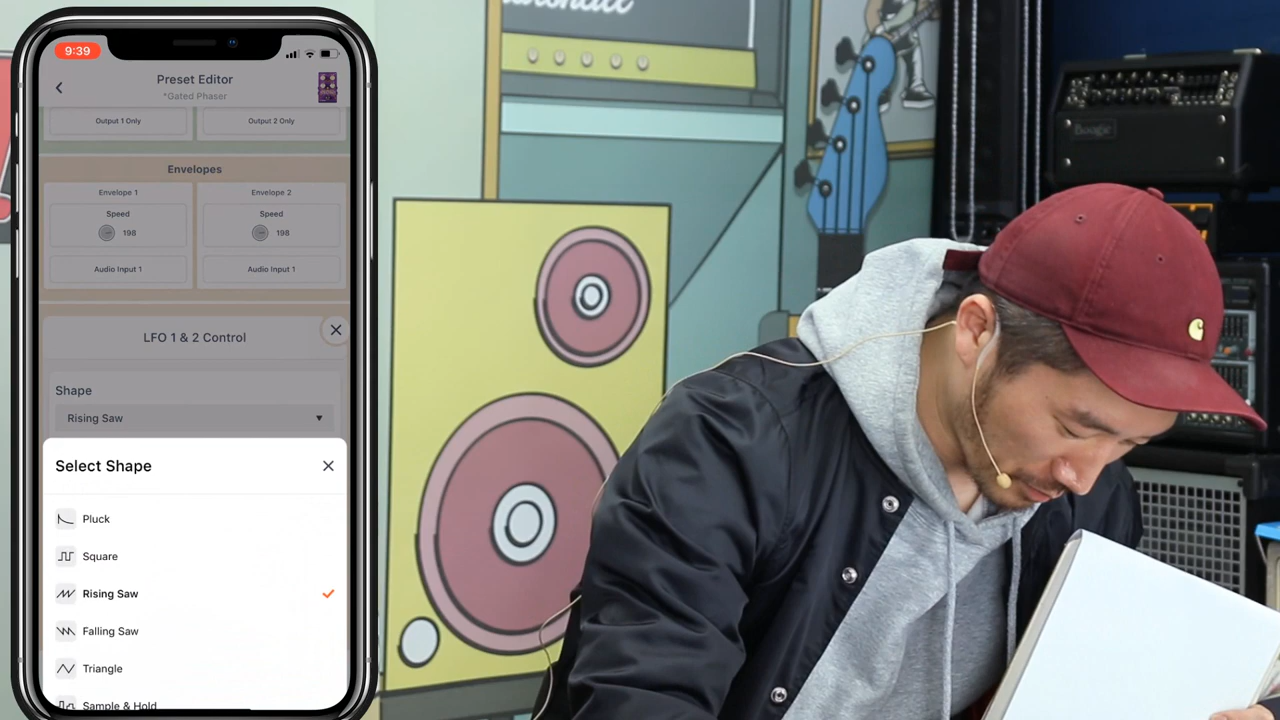 9:39
Preset Editor
*Gated Phaser
Output 1 Only
Output 2 Only
Envelopes
Envelope 1
Envelope 2
Speed
Speed
198
198
Audio Input 1
Audio Input 1
LFO 1 & 2 Control
Shape
Rising Saw
Select Shape
Pluck
Square
Rising Saw
Falling Saw
Triangle
Sample & Hold
Boogie